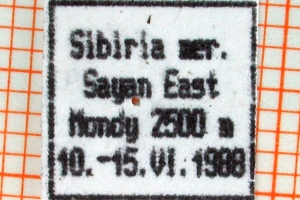 Sibiria mer.
Sayan East
Mondy 2500 m
10.-15.VI.1988